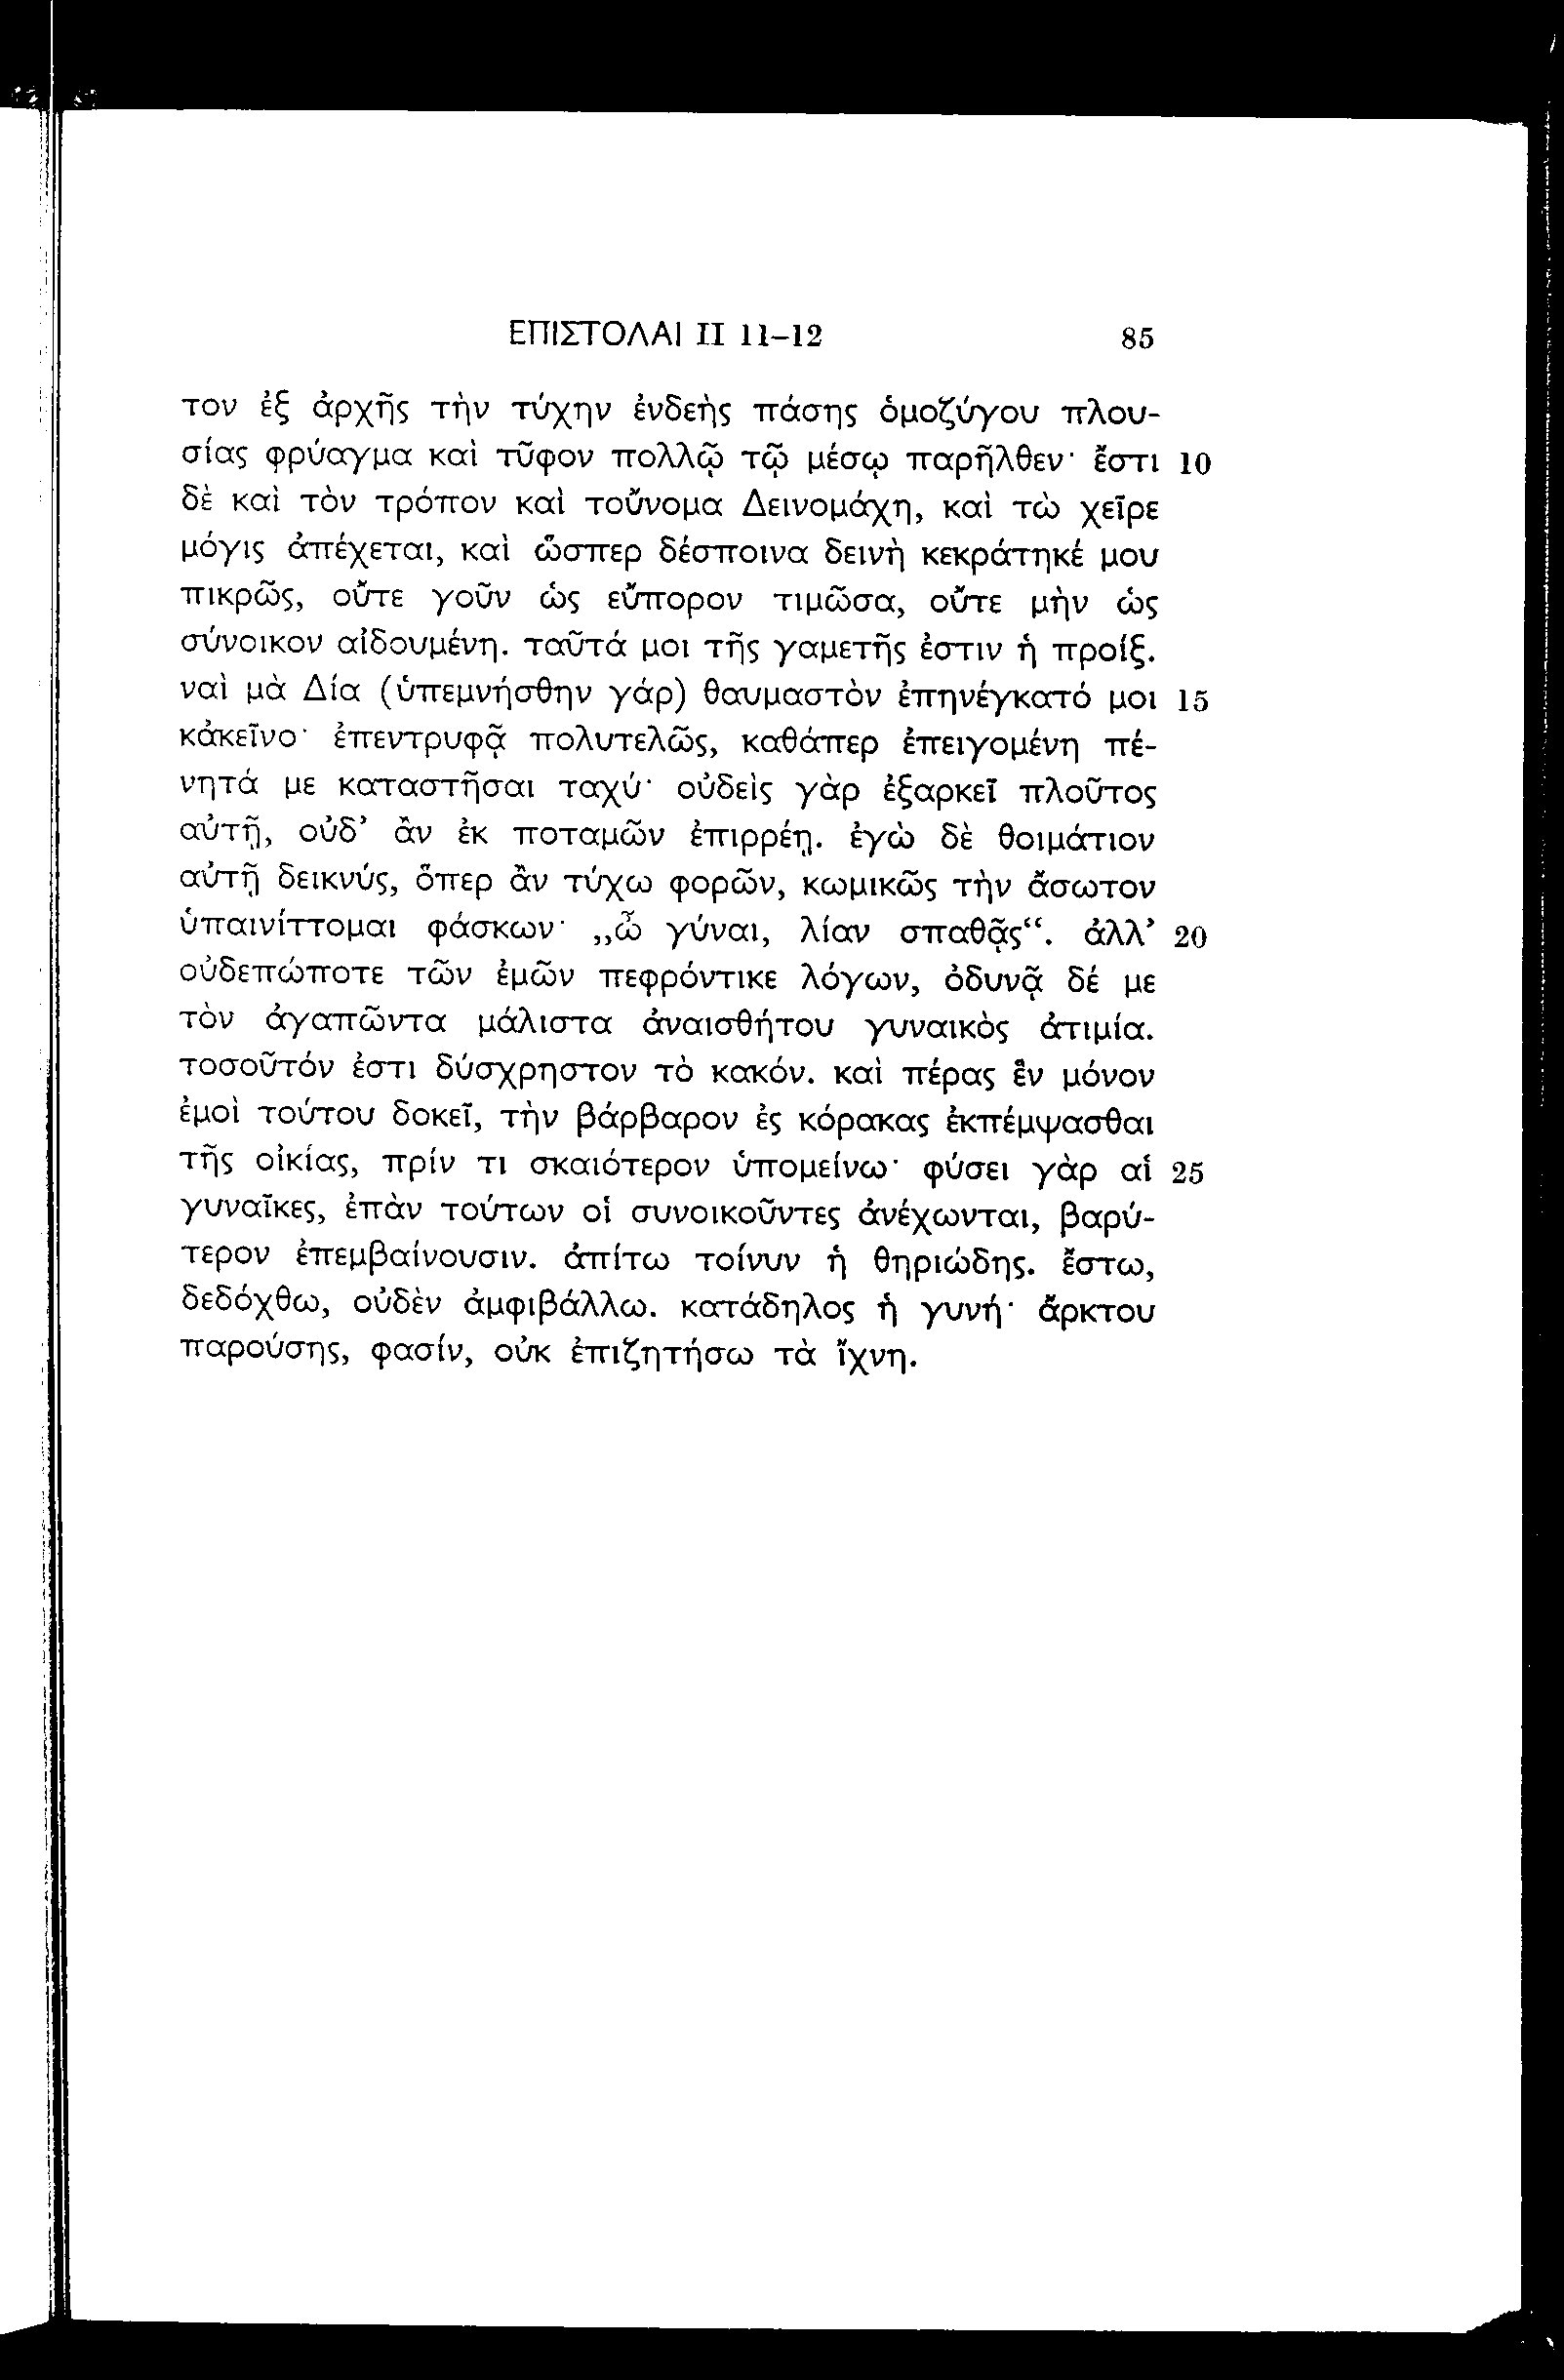 ΕΠΙΣΤΟΛΑΙ II 11–12 85
τον ἐξ ἀρχῆς τὴν τύχην ἐνδεὴς πάσης ὁμοζύγου πλου-
σίας φρύαγμα καὶ τῦφον πολλῷ τῷ μέσῳ παρῆλθεν· ἔστι 10
δὲ καὶ τὸν τρόπον καὶ τοὔνομα Δεινομάχη, καὶ τὼ χεῖρε
μόγις ἀπέχεται, καὶ ὥσπερ δέσποινα δεινὴ κεκράτηκέ μου
πικρῶς, οὔτε γοῦν ὡς εὔπορον τιμῶσα, οὔτε μὴν ὡς
σύνοικον αἰδουμένη. ταῦτά μοι τῆς γαμετῆς ἐστιν ἡ προίξ.
ναὶ μὰ Δία (ὑπεμνήσθην γάρ) θαυμαστὸν ἐπηνέγκατό μοι 15
κἀκεῖνο· ἐπεντρυφᾷ πολυτελῶς, καθάπερ ἐπειγομένη πέ-
νητά με καταστῆσαι ταχύ· οὐδεὶς γὰρ ἐξαρκεῖ πλοῦτος
αὐτῇ, οὐδ’ ἂν ἐκ ποταμῶν ἐπιρρέῃ. ἐγὼ δὲ θοιμάτιον
αὐτῇ δεικνύς, ὅπερ ἂν τύχω φορῶν, κωμικῶς τὴν ἄσωτον
ὑπαινίττομαι φάσκων· „ὦ γύναι, λίαν σπαθᾷς“. ἀλλ’ 20
οὐδεπώποτε τῶν ἐμῶν πεφρόντικε λόγων, ὀδυνᾷ δέ με
τὸν ἀγαπῶντα μάλιστα ἀναισθήτου γυναικὸς ἀτιμία.
τοσοῦτόν ἐστι δύσχρηστον τὸ κακόν. καὶ πέρας ἓν μόνον
ἐμοὶ τούτου δοκεῖ, τὴν βάρβαρον ἐς κόρακας ἐκπέμψασθαι
τῆς οἰκίας, πρίν τι σκαιότερον ὑπομείνω· φύσει γὰρ αἱ 25
γυναῖκες, ἐπὰν τούτων οἱ συνοικοῦντες ἀνέχωνται, βαρύ-
τερον ἐπεμβαίνουσιν. ἀπίτω τοίνυν ἡ θηριώδης. ἔστω,
δεδόχθω, οὐδὲν ἀμφιβάλλω. κατάδηλος ἡ γυνή· ἄρκτου
παρούσης, φασίν, οὐκ ἐπιζητήσω τὰ ἴχνη.